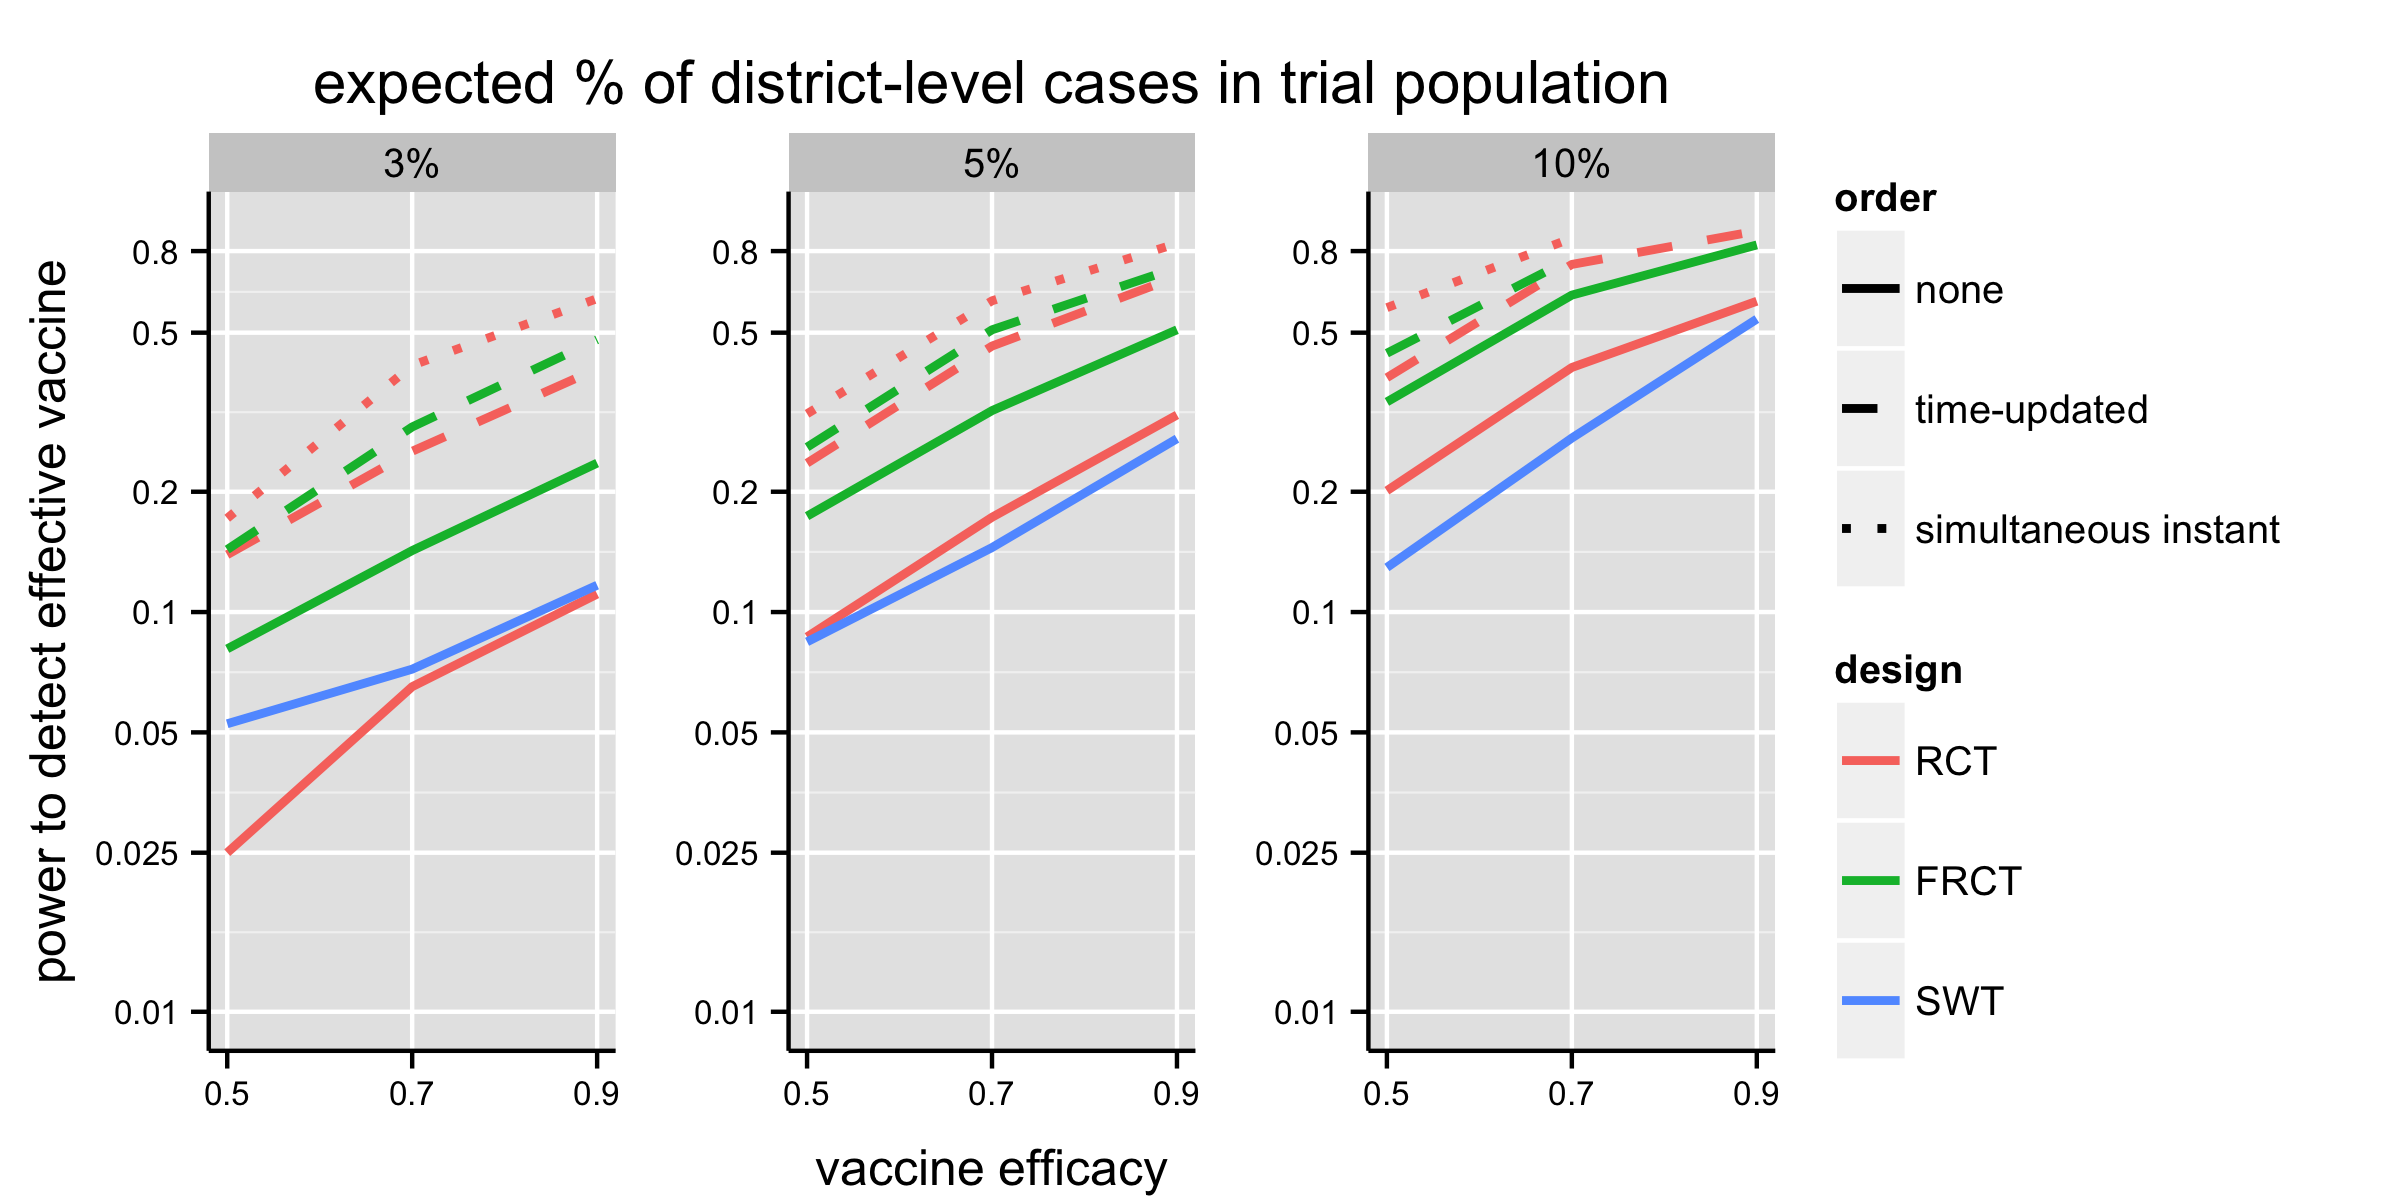 expected % of district-level cases in trial population
3%
5%
10%
power to detect effective vaccine
0.8
0.5
0.2
0.1
0.05
0.025
0.01
0.8
0.5
0.2
0.1
0.05
0.025
0.01
0.8
0.5
0.2
0.1
0.05
0.025
0.01
0.5 0.7 0.9
0.5 0.7 0.9
0.5 0.7 0.9
vaccine efficacy
order
none
time-updated
simultaneous instant
design
RCT
FRCT
SWT